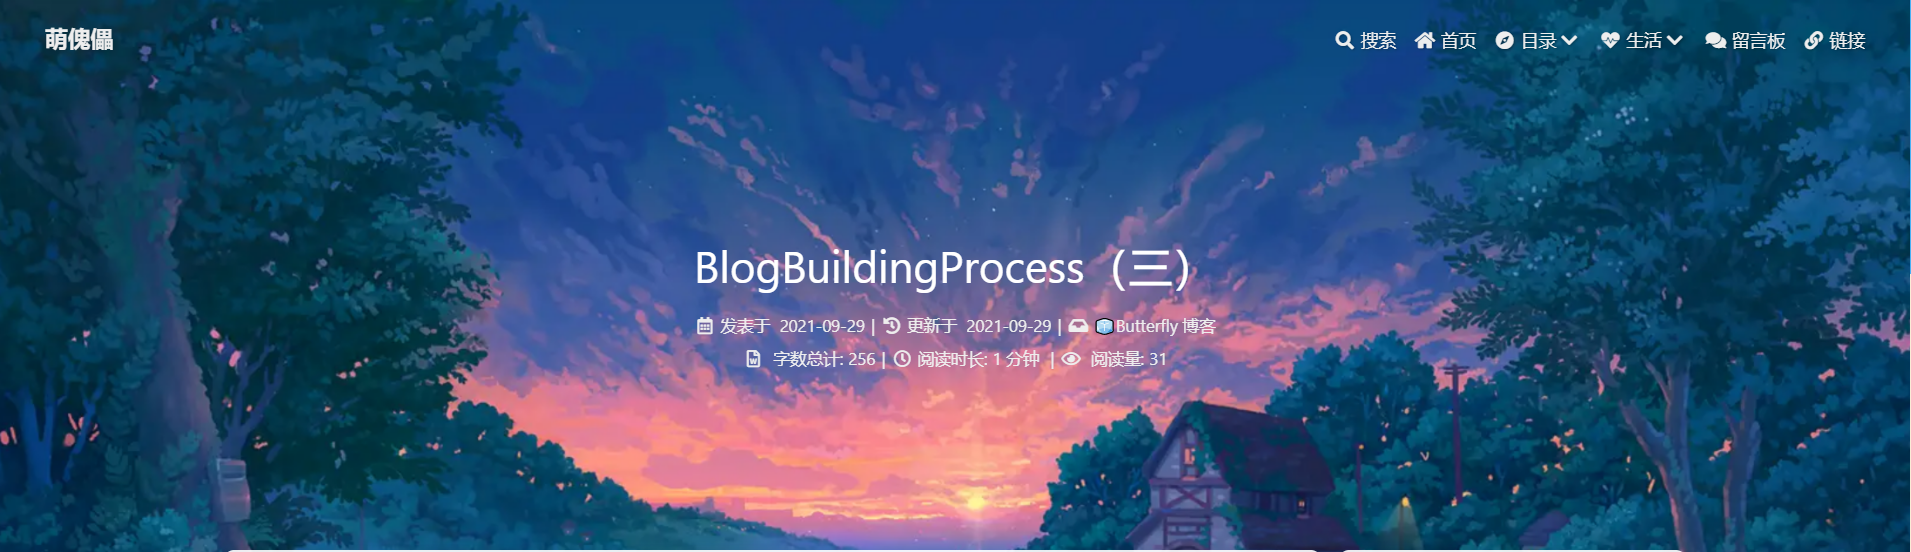 萌傀儡
搜索 首页 目录 生活 留言板 链接
BlogBuildingProcess（三）
发表于 2021-09-29 | 更新于 2021-09-29 | Butterfly 博客
字数总计: 256 | 阅读时长: 1 分钟 | 阅读量: 31